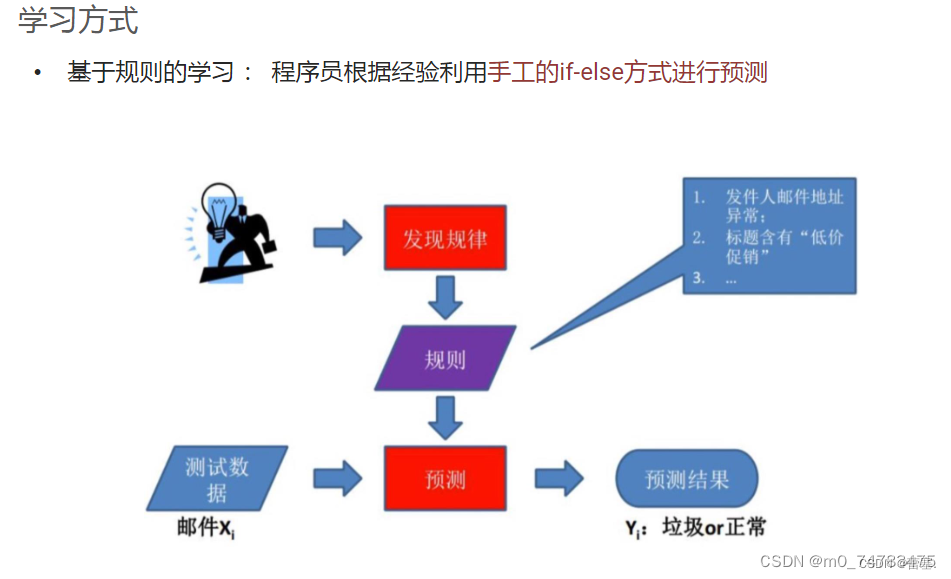 学习方式
• 基于规则的学习： 程序员根据经验利用手工的if-else方式进行预测
发现规律
1. 发件人邮件地址
异常；
2. 标题含有“低价
促销”
3. ...
规则
测试数
据
预测
预测结果
邮件Xi
Yi：垃圾or正常